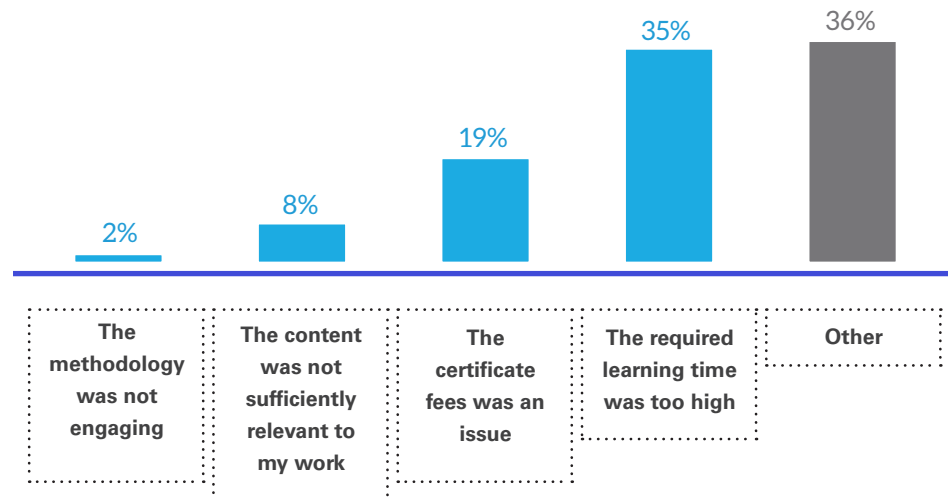 2%
8%
19%
35%
36%
The
methodology
was not
engaging
The content
was not
sufficiently
relevant to
my work
The
certificate
fees was an
issue
The required
learning time
was too high
Other